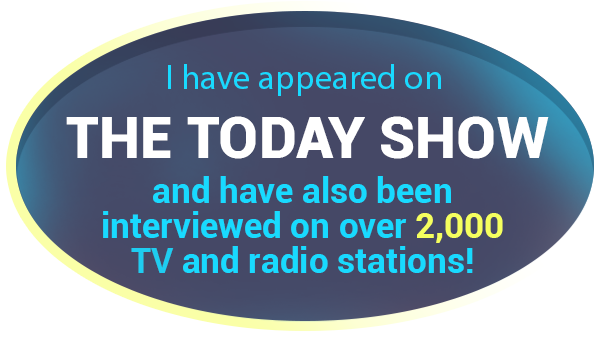 I have appeared on
THE TODAY SHOW
and have also been
interviewed on over 2,000
TV and radio stations!